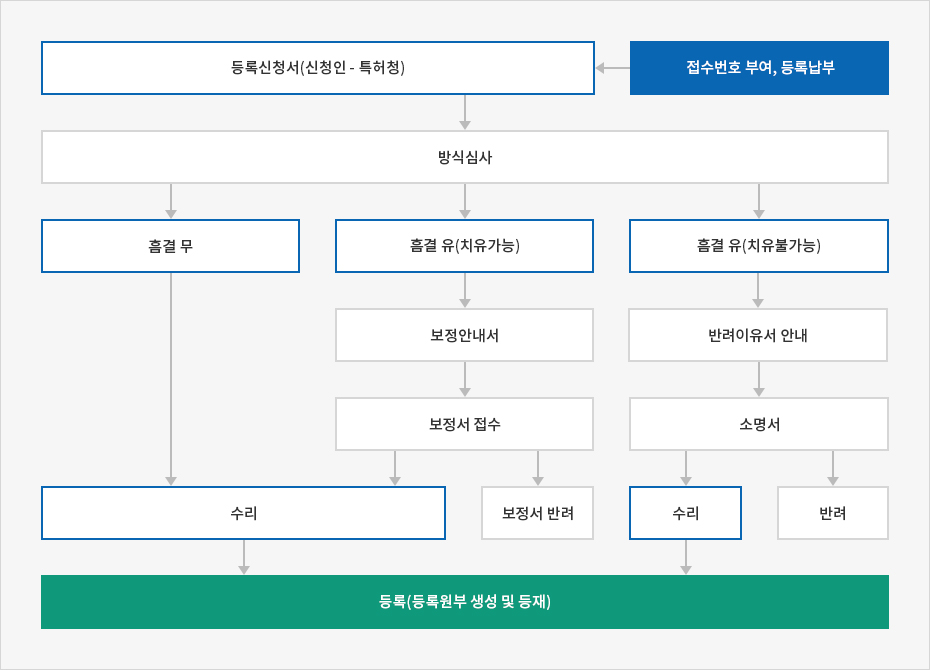 등록신청서(신청인 - 특허청)
접수번호 부여, 등록납부
방식심사
흠결 무
흠결 유(치유가능)
흠결 유(치유불가능)
보정안내서
반려이유서 안내
보정서 접수
소명서
수리
보정서 반려
수리
반려
등록(등록원부 생성 및 등재)